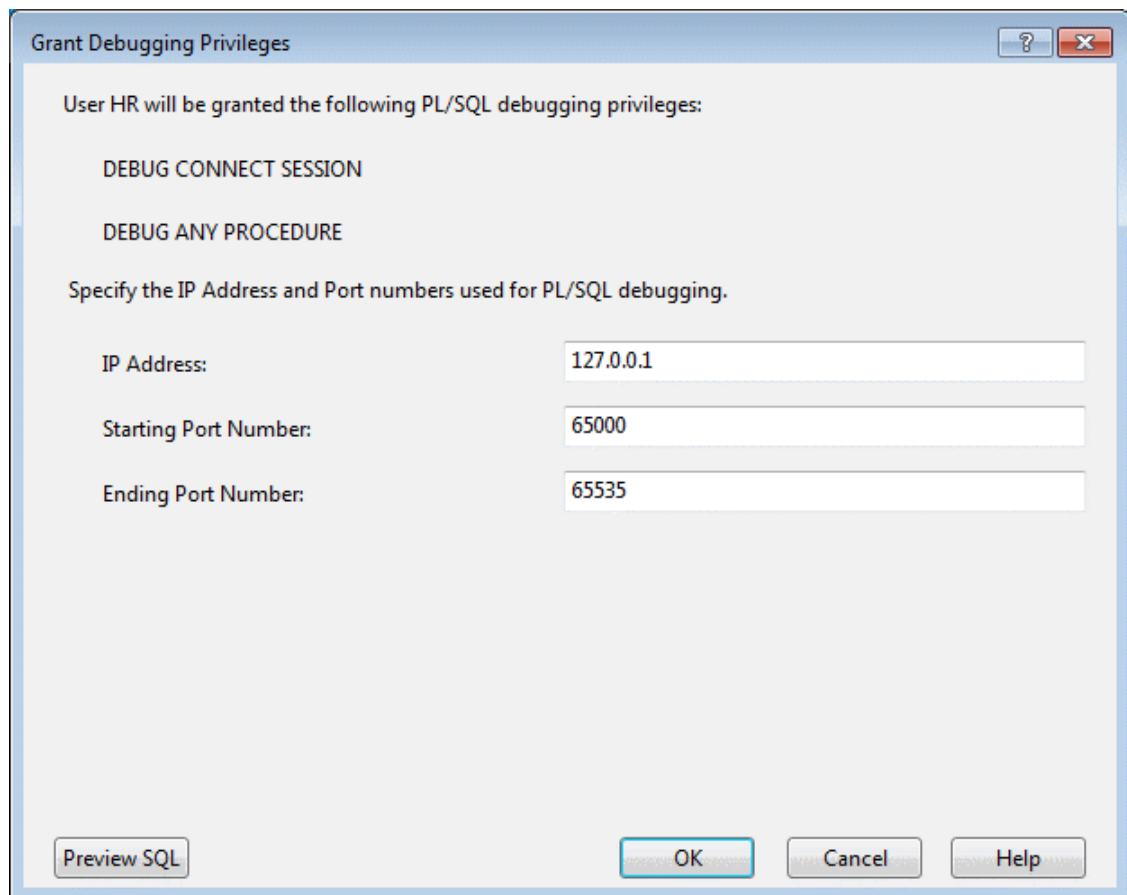 Grant Debugging Privileges
?
User HR will be granted the following PL/SQL debugging privileges:
DEBUG CONNECT SESSION
DEBUG ANY PROCEDURE
Specify the IP Address and Port numbers used for PL/SQL debugging.
IP Address: 127.0.0.1
Starting Port Number: 65000
Ending Port Number: 65535
Preview SQL OK Cancel Help